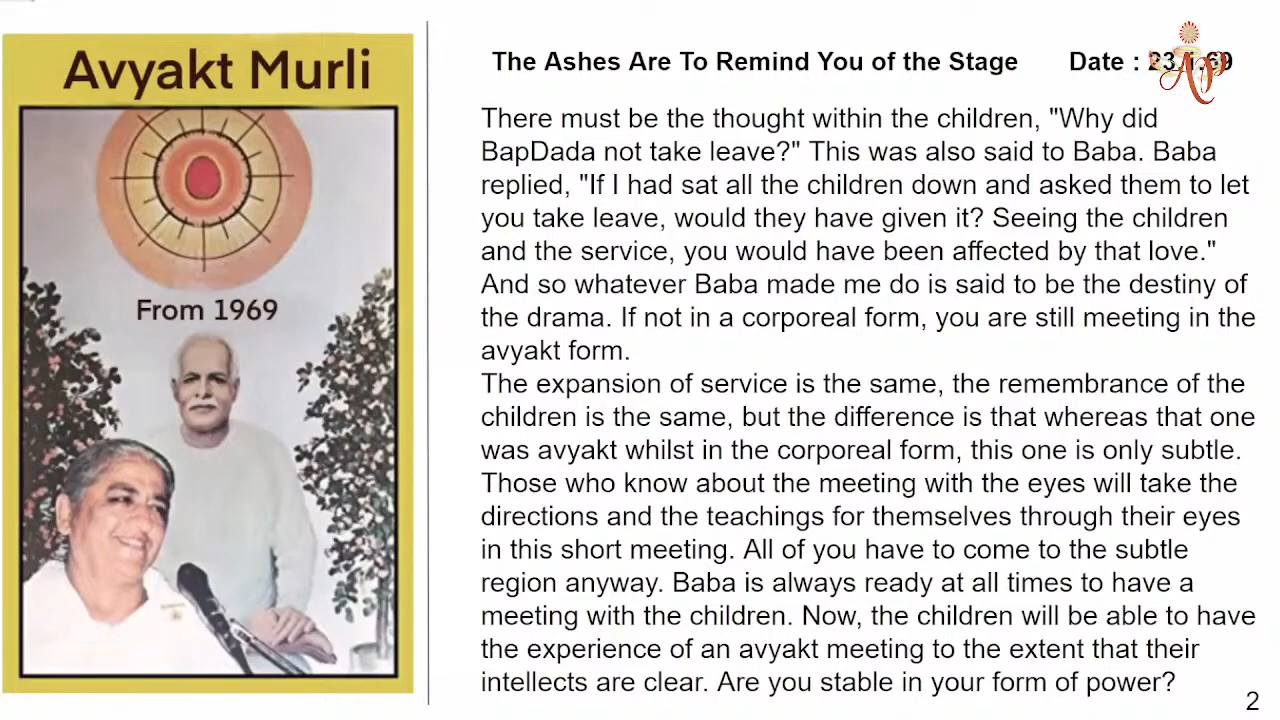 Avyakt Murli
From 1969
The Ashes Are To Remind You of the Stage Date :
There must be the thought within the children, "Why did
BapDada not take leave?" This was also said to Baba. Baba
replied, "If I had sat all the children down and asked them to let
you take leave, would they have given it? Seeing the children
and the service, you would have been affected by that love."
And so whatever Baba made me do is said to be the destiny of
the drama. If not in a corporeal form, you are still meeting in the
avyakt form.
The expansion of service is the same, the remembrance of the
children is the same, but the difference is that whereas that one
was avyakt whilst in the corporeal form, this one is only subtle.
Those who know about the meeting with the eyes will take the
directions and the teachings for themselves through their eyes
in this short meeting. All of you have to come to the subtle
region anyway. Baba is always ready at all times to have a
meeting with the children. Now, the children will be able to have
the experience of an avyakt meeting to the extent that their
intellects are clear. Are you stable in your form of power?
2